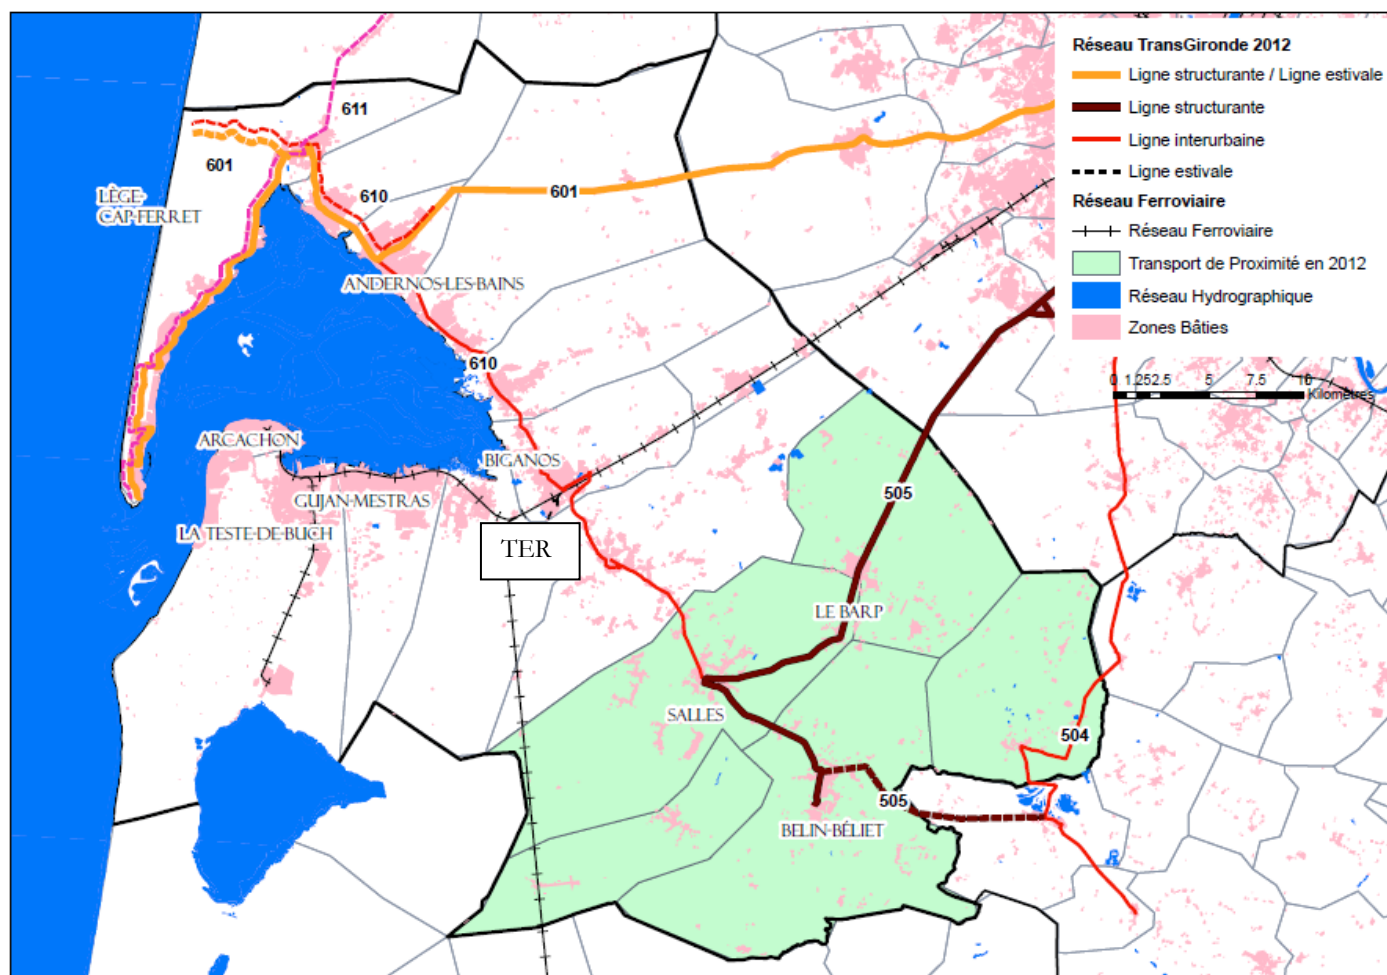 Réseau TransGironde 2012
Ligne structurante / Ligne estivale
Ligne structurante
Ligne interurbaine
Ligne estivale
Réseau Ferroviaire
Réseau Ferroviaire
Transport de Proximité en 2012
Réseau Hydrographique
Zones Bâties
0 1.252.5 5 7.5 10
Kilomètres
611
601
610
601
LÈGE-
CAP-FERRET
ANDERNOS-LES-BAINS
610
ARCACHON
BIGANOS
GUJAN-MESTRAS
505
LA TESTE-DE-BUCH
TER
LE BARP
SALLES
504
505
BELIN-BÉLIET